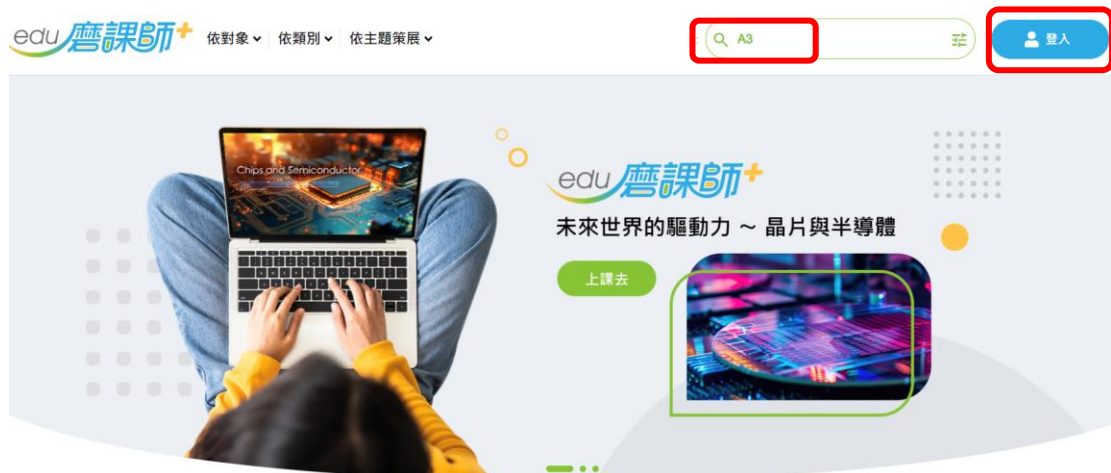 edu磨課師+
依對象
依類別
依主題策展
A3
登入
Chips and Semiconductor
edu磨課師+
未來世界的驅動力 ~ 晶片與半導體
上課去